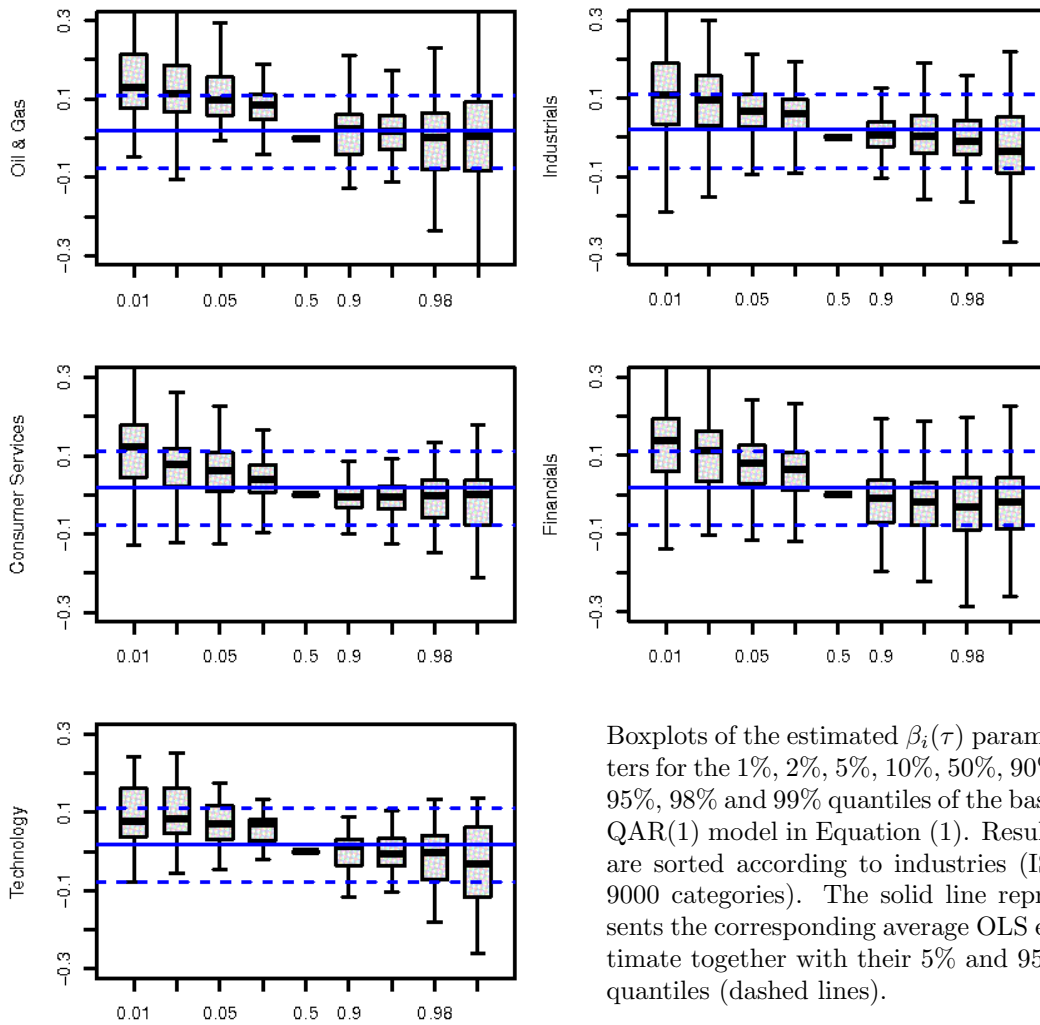 0.3
0.1
-0.1
-0.3
Oil & Gas
0.01 0.05 0.5 0.9 0.98
0.3
0.1
-0.1
-0.3
Industrials
0.01 0.05 0.5 0.9 0.98
0.3
0.1
-0.1
-0.3
Consumer Services
0.01 0.05 0.5 0.9 0.98
0.3
0.1
-0.1
-0.3
Financials
0.01 0.05 0.5 0.9 0.98
0.3
0.1
-0.1
-0.3
Technology
0.01 0.05 0.5 0.9 0.98
Boxplots of the estimated βi(τ) param
ters for the 1%, 2%, 5%, 10%, 50%, 90%
95%, 98% and 99% quantiles of the bas
QAR(1) model in Equation (1). Resul
are sorted according to industries (IS
9000 categories). The solid line repr
sents the corresponding average OLS e
timate together with their 5% and 95
quantiles (dashed lines).